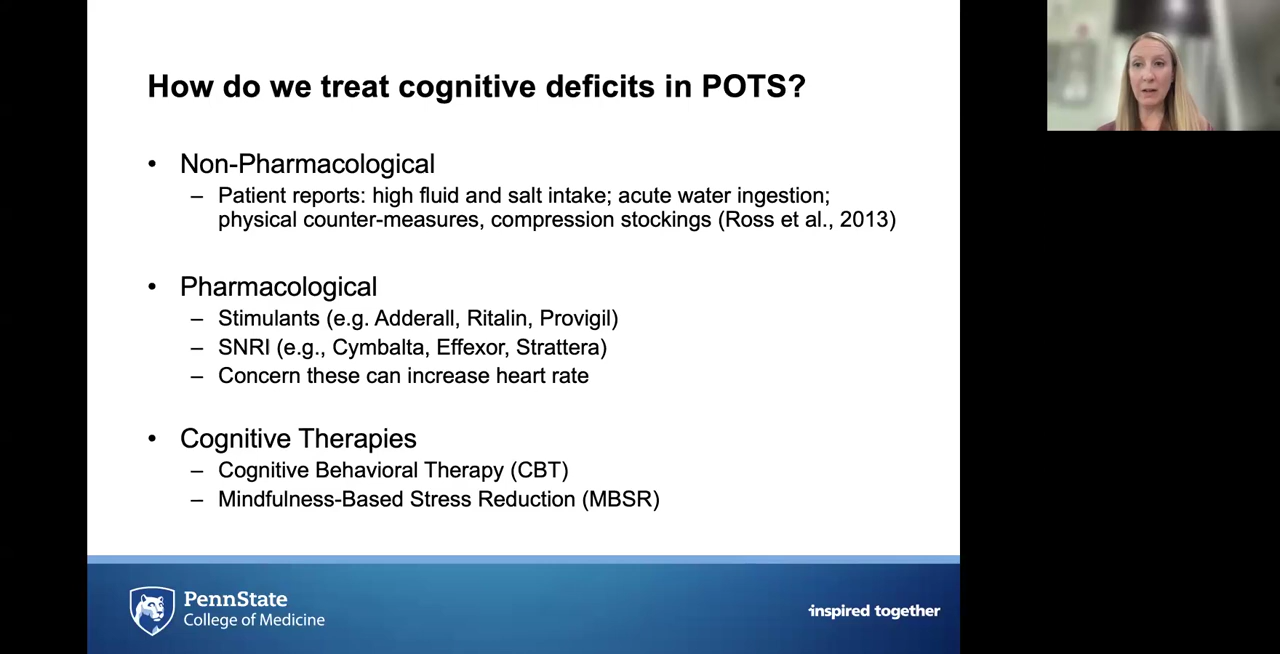 How do we treat cognitive deficits in POTS?
• Non-Pharmacological
– Patient reports: high fluid and salt intake; acute water ingestion;
physical counter-measures, compression stockings (Ross et al., 2013)
• Pharmacological
– Stimulants (e.g. Adderall, Ritalin, Provigil)
– SNRI (e.g., Cymbalta, Effexor, Strattera)
– Concern these can increase heart rate
• Cognitive Therapies
– Cognitive Behavioral Therapy (CBT)
– Mindfulness-Based Stress Reduction (MBSR)
PennState
College of Medicine
inspired together